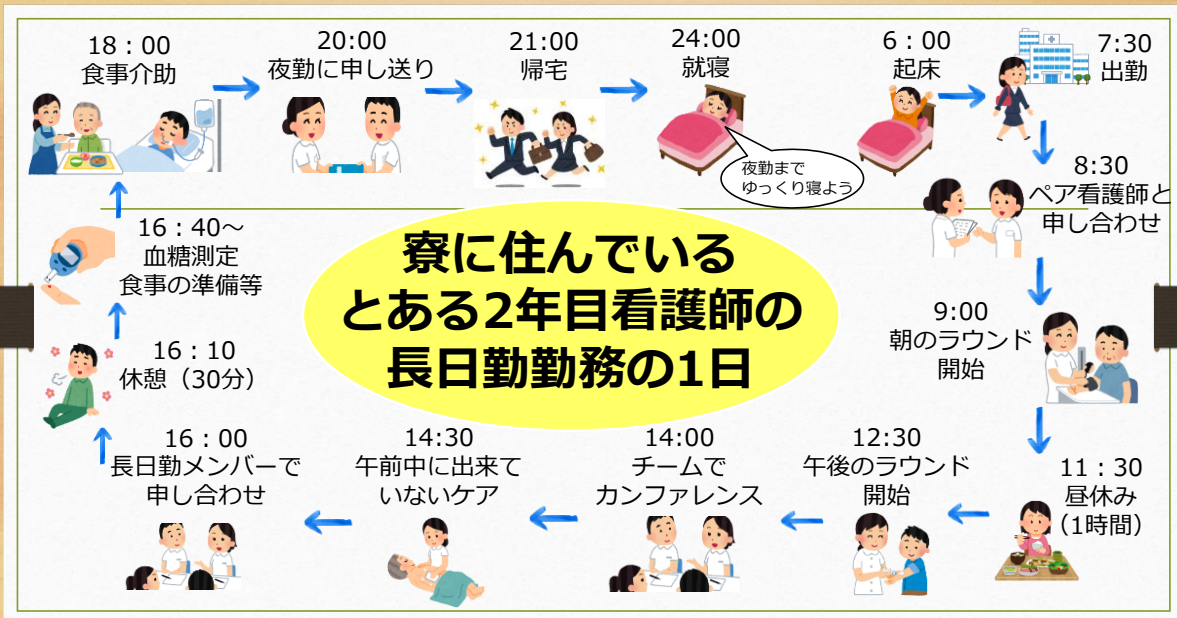 寮に住んでいる
とある2年目看護師の
長日勤勤務の1日
6：00
起床
7:30
出勤
8:30
ペア看護師と
申し合わせ
9:00
朝のラウンド
開始
11：30
昼休み
（1時間）
12:30
午後のラウンド
開始
14:00
チームで
カンファレンス
14:30
午前中に出来て
いないケア
16：00
長日勤メンバーで
申し合わせ
16：10
休憩（30分）
16：40～
血糖測定
食事の準備等
18：00
食事介助
20:00
夜勤に申し送り
21:00
帰宅
24:00
就寝
夜勤まで
ゆっくり寝よう